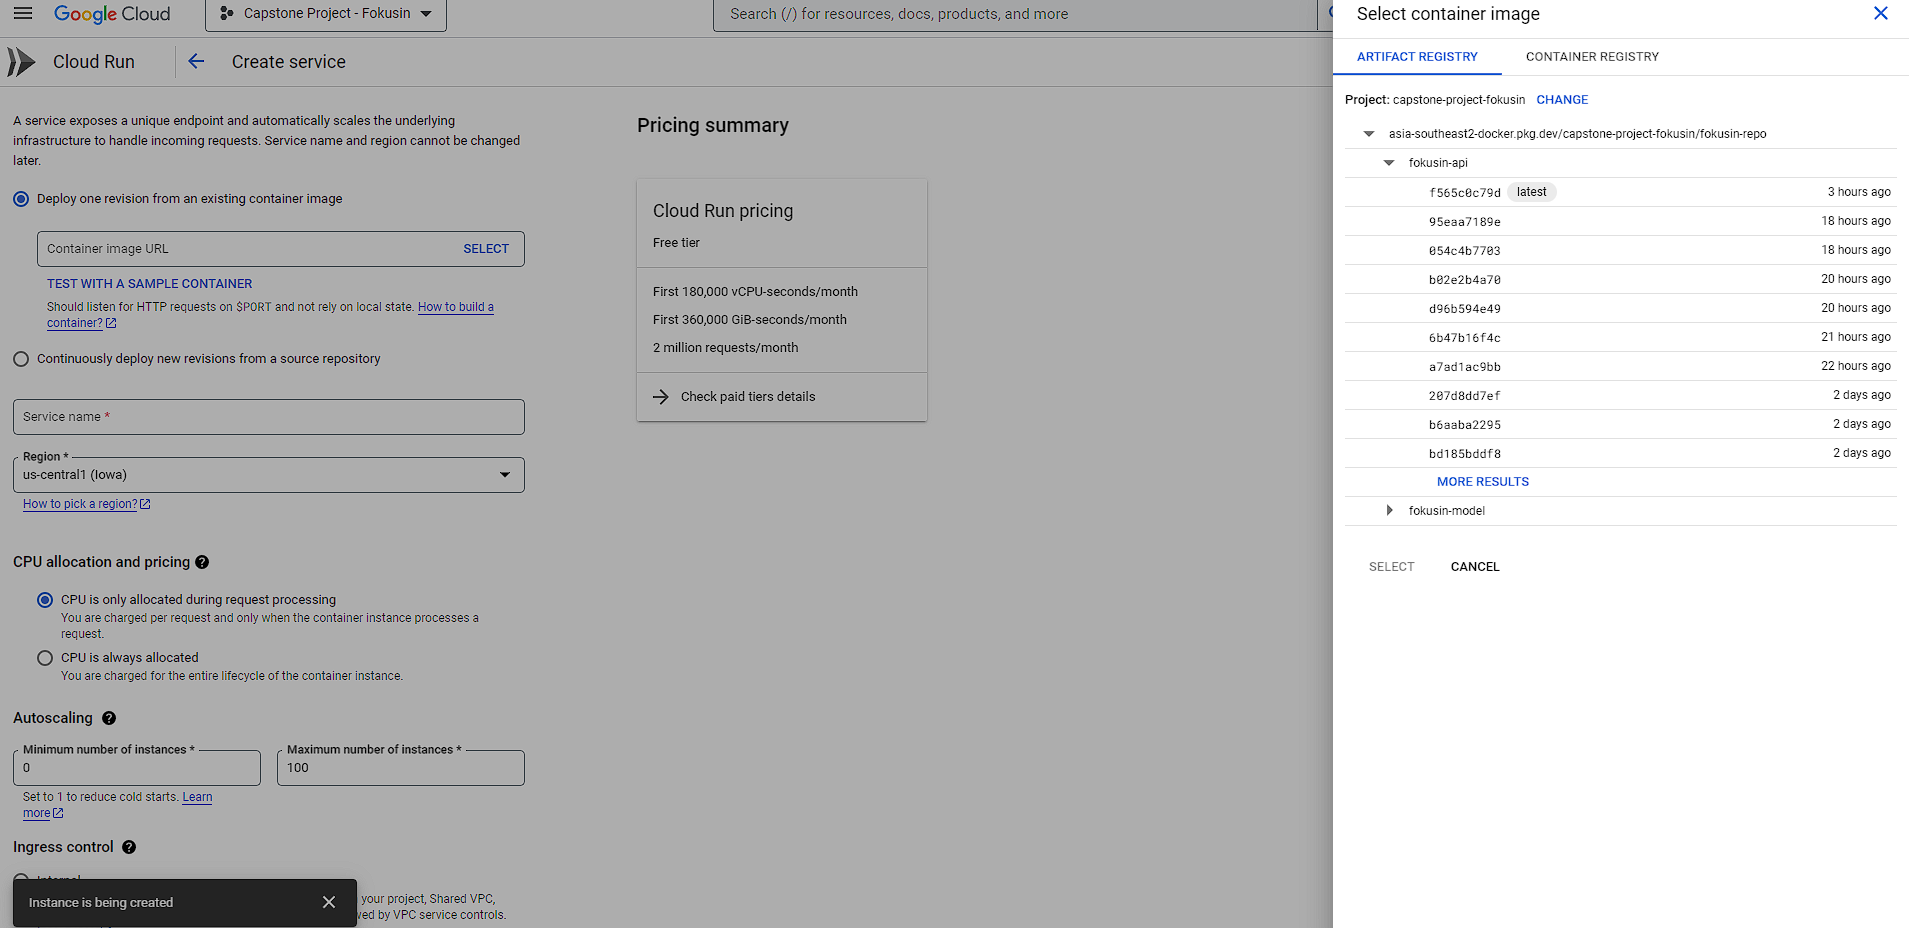 Google Cloud
Capstone Project - Fokusin
Search (/) for resources, docs, products, and more
Cloud Run
Create service
A service exposes a unique endpoint and automatically scales the underlying
infrastructure to handle incoming requests. Service name and region cannot be changed
later.
Deploy one revision from an existing container image
Container image URL
SELECT
TEST WITH A SAMPLE CONTAINER
Should listen for HTTP requests on $PORT and not rely on local state. How to build a
container?
Continuously deploy new revisions from a source repository
Service name *
Region *
us-central1 (Iowa)
How to pick a region?
CPU allocation and pricing
CPU is only allocated during request processing
You are charged per request and only when the container instance processes a
request.
CPU is always allocated
You are charged for the entire lifecycle of the container instance.
Autoscaling
Minimum number of instances *
0
Maximum number of instances *
100
Set to 1 to reduce cold starts. Learn
more
Ingress control
Internal
your project, Shared VPC,
by VPC service controls.
Instance is being created
Pricing summary
Cloud Run pricing
Free tier
First 180,000 vCPU-seconds/month
First 360,000 GiB-seconds/month
2 million requests/month
Check paid tiers details
Select container image
ARTIFACT REGISTRY
CONTAINER REGISTRY
Project: capstone-project-fokusin CHANGE
asia-southeast2-docker.pkg.dev/capstone-project-fokusin/fokusin-repo
fokusin-api
f565c0c79d latest 3 hours ago
95eaa7189e 18 hours ago
054c4b7703 18 hours ago
b02e2b4a70 20 hours ago
d96b594e49 20 hours ago
6b47b16f4c 21 hours ago
a7ad1ac9bb 22 hours ago
207d8dd7ef 2 days ago
b6aaba2295 2 days ago
bd185bddf8 2 days ago
MORE RESULTS
fokusin-model
SELECT
CANCEL